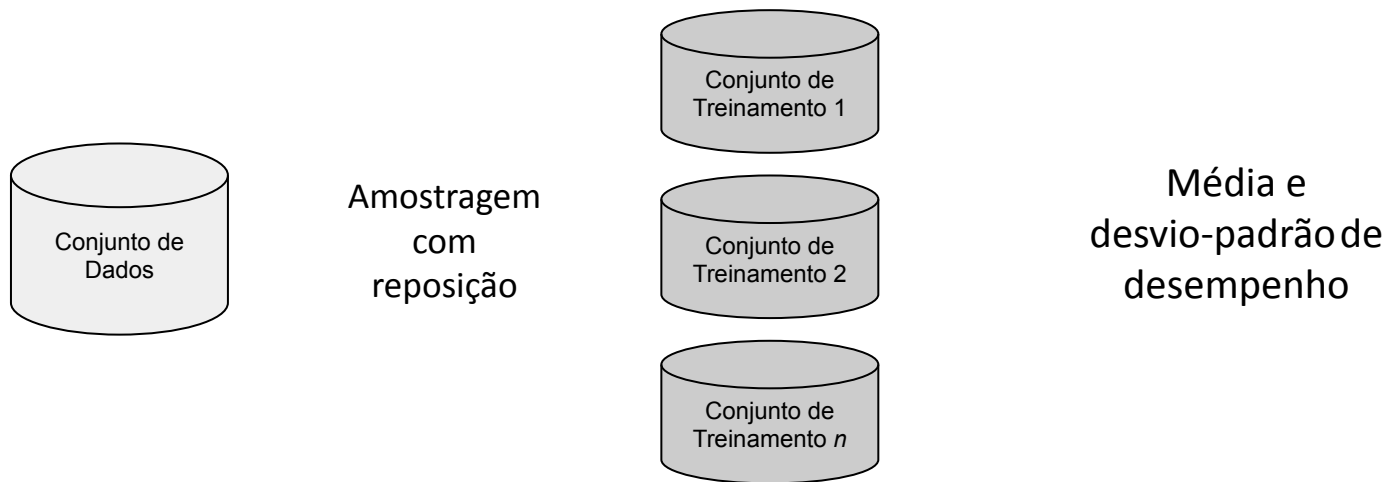 Conjunto de
Dados
Amostragem
com
reposição
Conjunto de
Treinamento 1
Conjunto de
Treinamento 2
Conjunto de
Treinamento n
Média e
desvio-padrão de
desempenho